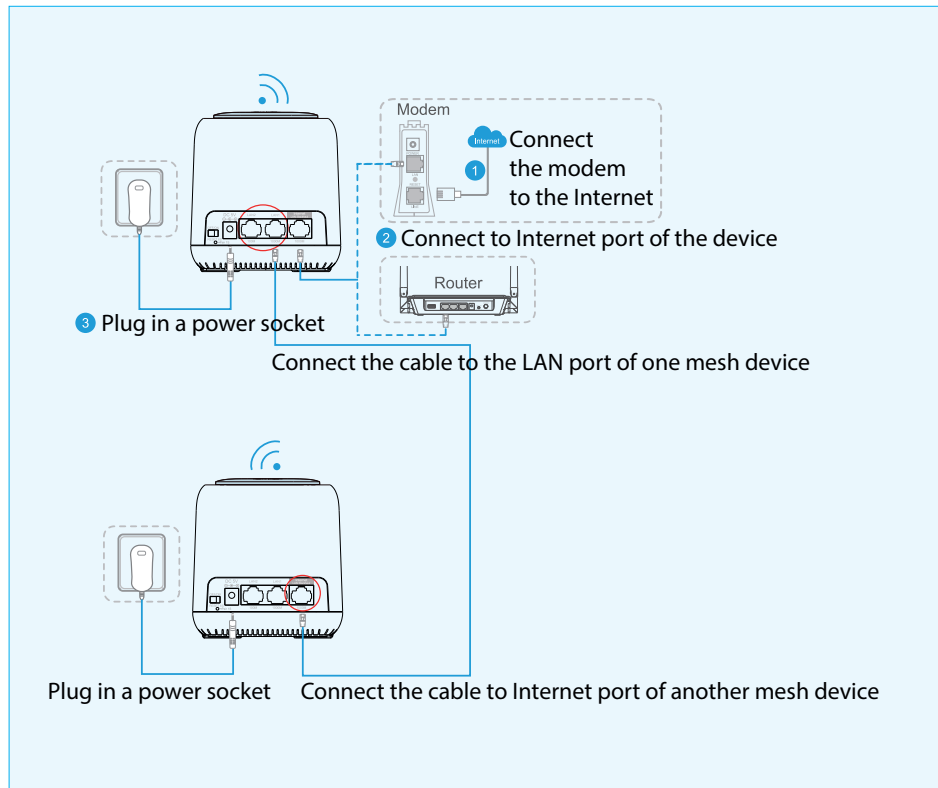 Modem
Internet
Connect
1
the modem
to the Internet
2 Connect to Internet port of the device
Router
3 Plug in a power socket
Connect the cable to the LAN port of one mesh device
Plug in a power socket
Connect the cable to Internet port of another mesh device